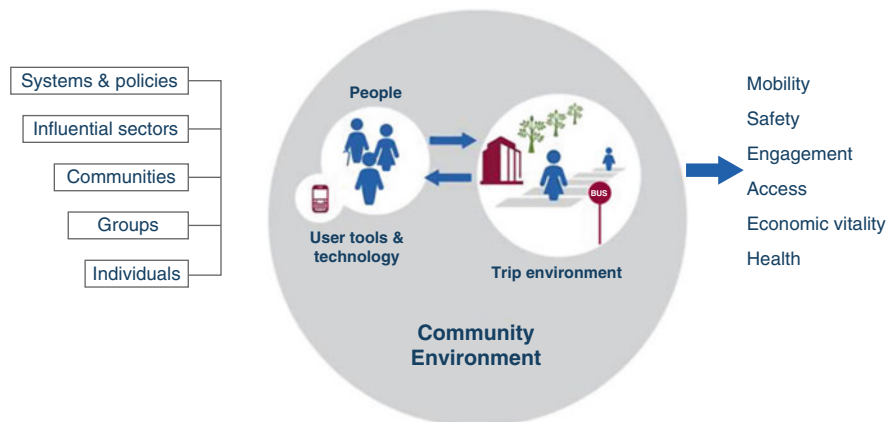 Systems & policies
Influential sectors
Communities
Groups
Individuals
People
User tools &
technology
BUS
Trip environment
Community
Environment
Mobility
Safety
Engagement
Access
Economic vitality
Health